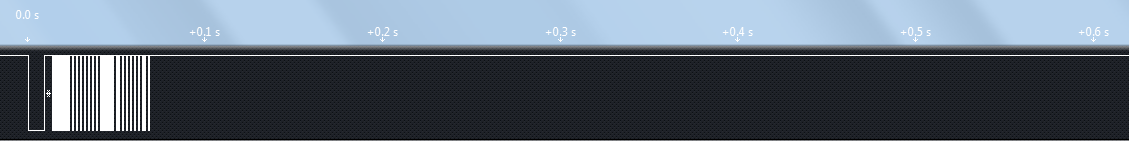 0.0 s
+0,1 s
+0,2 s
+0,3 s
+0,4 s
+0,5 s
+0,6 s